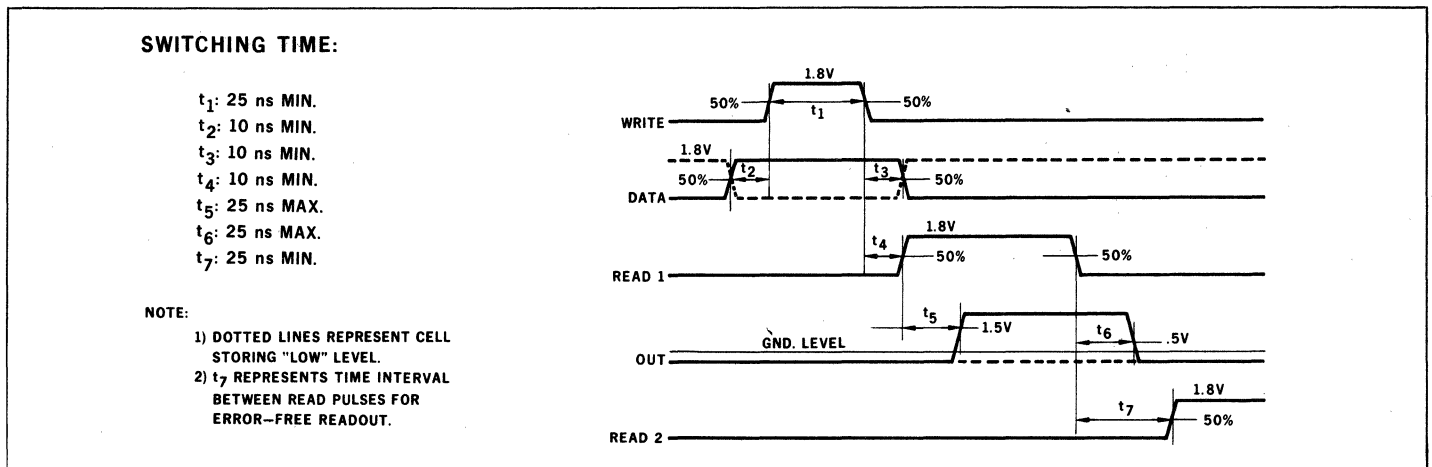 SWITCHING TIME:
t1: 25 ns MIN.
t2: 10 ns MIN.
t3: 10 ns MIN.
t4: 10 ns MIN.
t5: 25 ns MAX.
t6: 25 ns MAX.
t7: 25 ns MIN.
NOTE:
1) DOTTED LINES REPRESENT CELL
STORING "LOW" LEVEL.
2) t7 REPRESENTS TIME INTERVAL
BETWEEN READ PULSES FOR
ERROR–FREE READOUT.
1.8V
50% t1 50%
WRITE
1.8V
50% t2 t3 50%
DATA
1.8V
t4 50% 50%
READ 1
t5 1.5V t6 .5V
GND. LEVEL
OUT
1.8V
t7 50%
READ 2